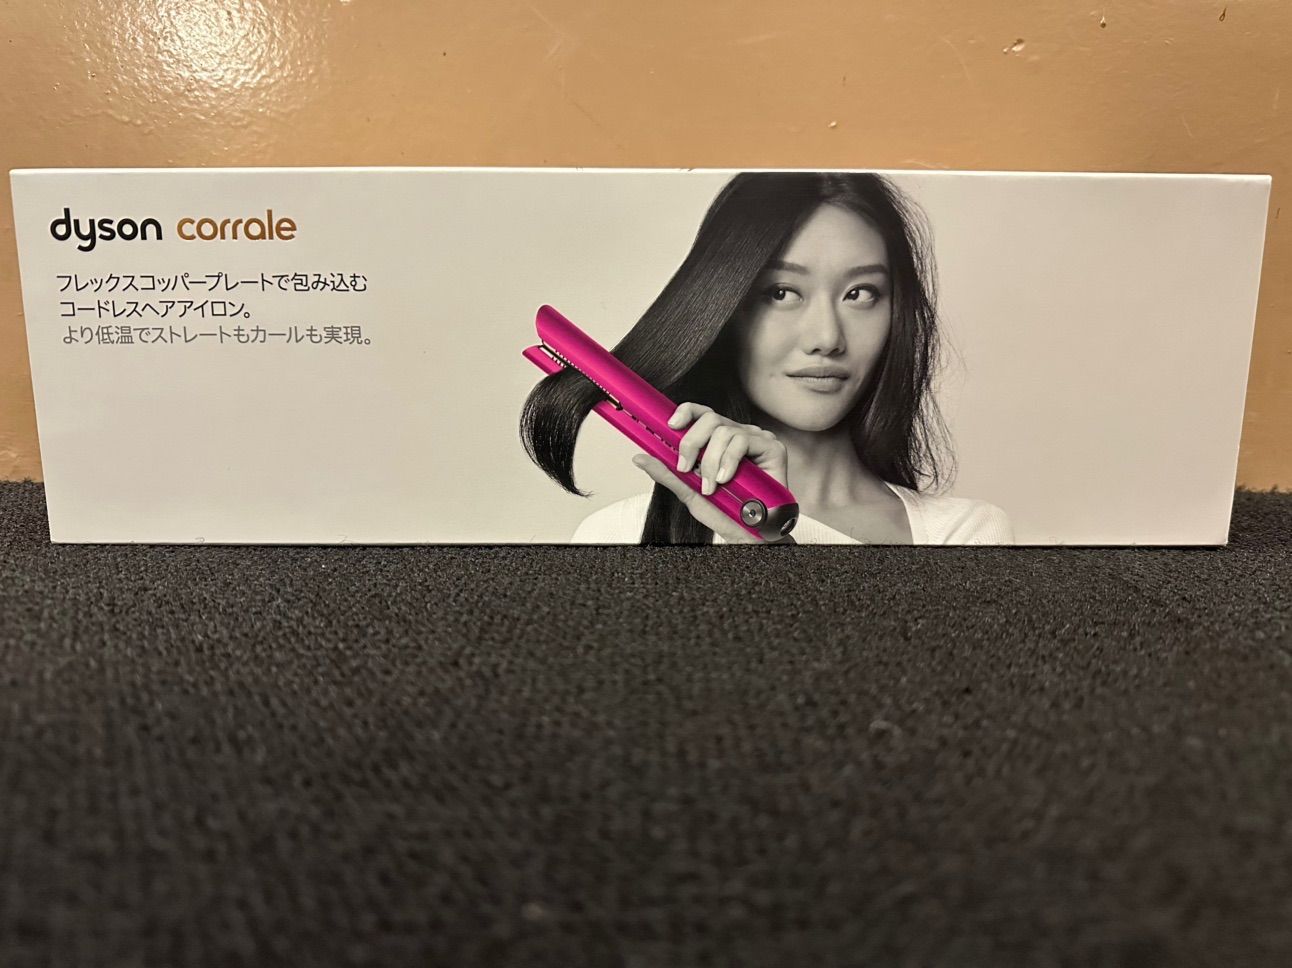 dyson corrale
フレックスコッパープレートで包み込む
コードレスヘアアイロン。
より低温でストレートもカールも実現。